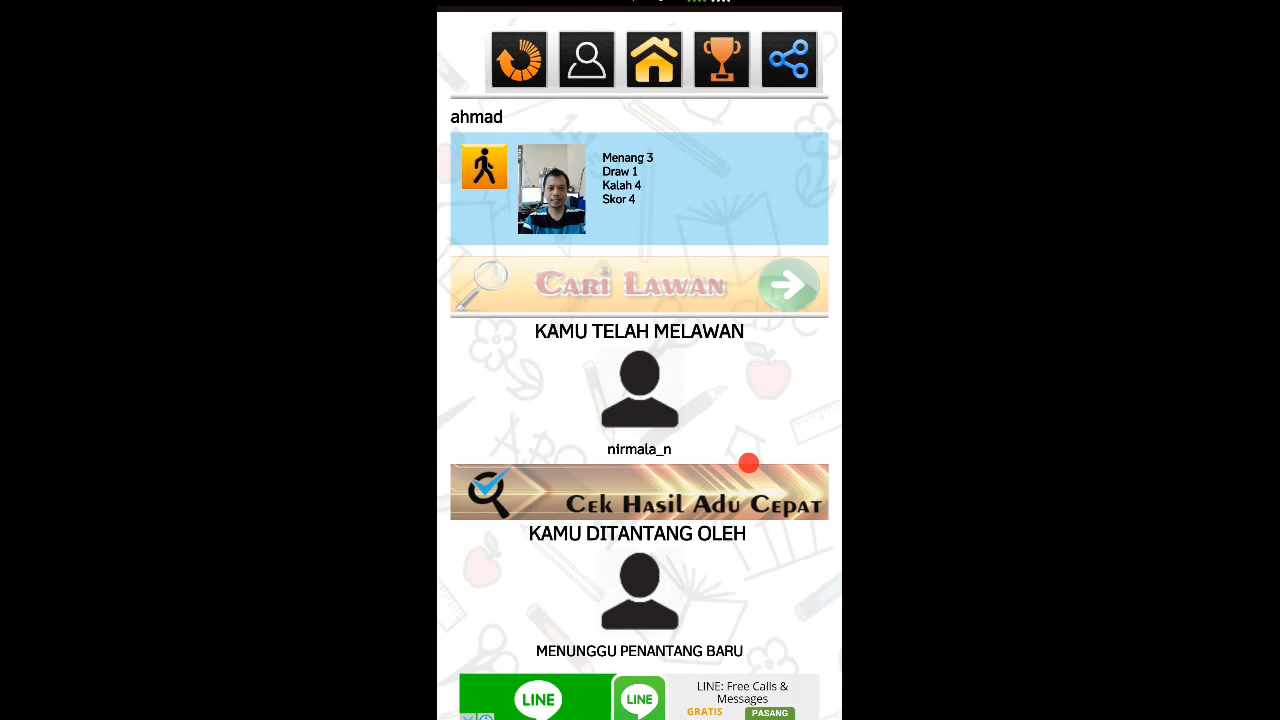 ahmad
Menang 3
Draw 1
Kalah 4
Skor 4
Cari Lawan
KAMU TELAH MELAWAN
nirmala_n
Cek Hasil Adu Cepat
KAMU DITANTANG OLEH
MENUNGGU PENANTANG BARU
LINE
LINE
LINE: Free Calls &
Messages
GRATIS
PASANG